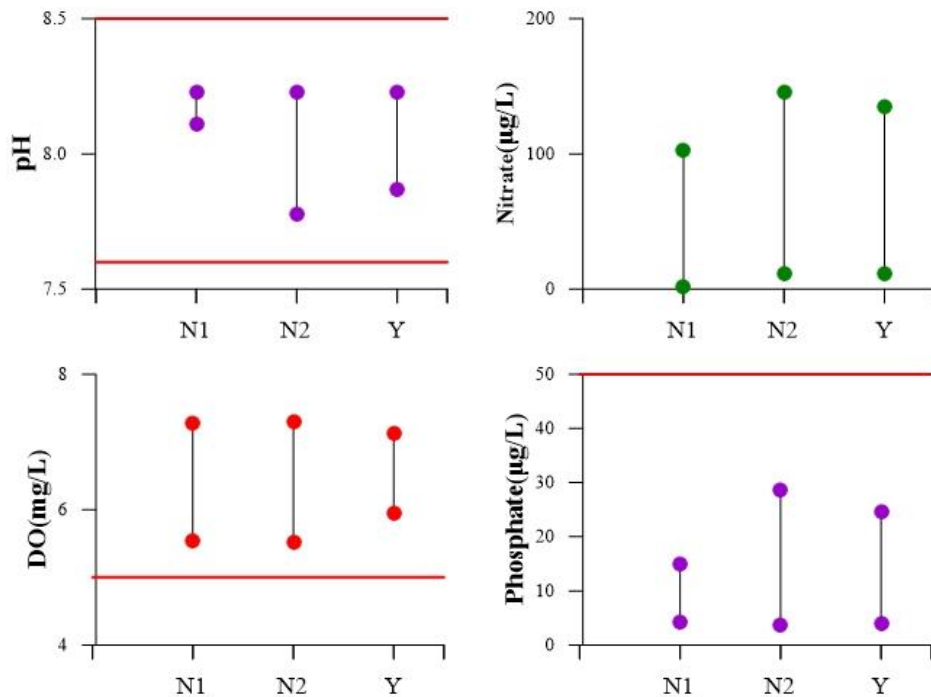 8.5
8.0
7.5
pH
N1 N2 Y
200
100
0
Nitrate(μg/L)
N1 N2 Y
8
6
4
DO(mg/L)
N1 N2 Y
50
40
30
20
10
0
Phosphate(μg/L)
N1 N2 Y